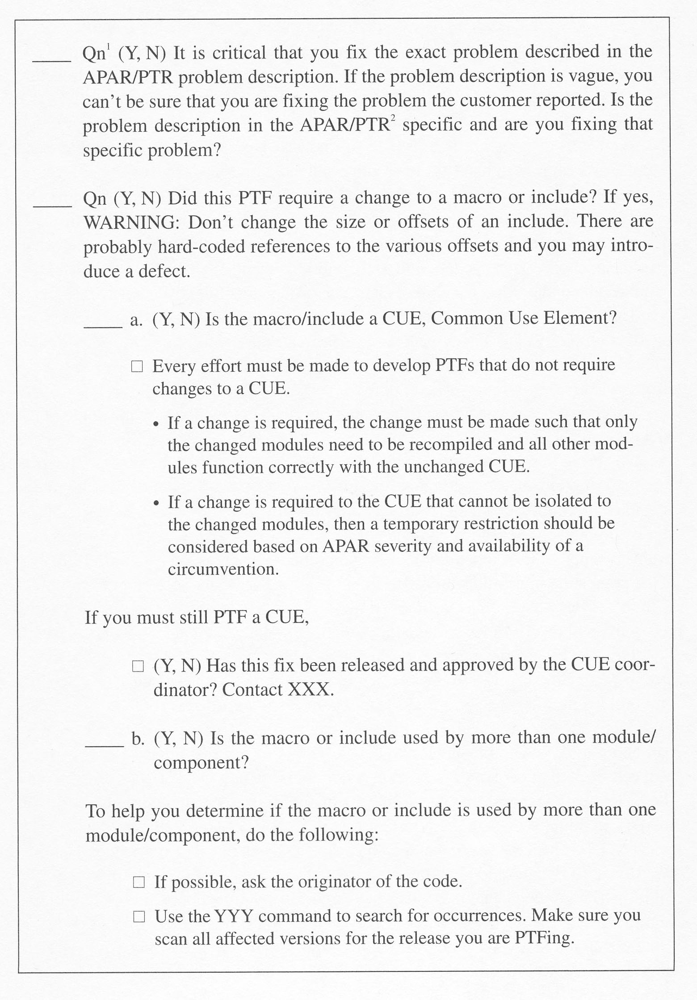 ____ Qn¹ (Y, N) It is critical that you fix the exact problem described in the
APAR/PTR problem description. If the problem description is vague, you
can't be sure that you are fixing the problem the customer reported. Is the
problem description in the APAR/PTR² specific and are you fixing that
specific problem?
____ Qn (Y, N) Did this PTF require a change to a macro or include? If yes,
WARNING: Don't change the size or offsets of an include. There are
probably hard-coded references to the various offsets and you may intro-
duce a defect.
____ a. (Y, N) Is the macro/include a CUE, Common Use Element?
□ Every effort must be made to develop PTFs that do not require
changes to a CUE.
• If a change is required, the change must be made such that only
the changed modules need to be recompiled and all other mod-
ules function correctly with the unchanged CUE.
• If a change is required to the CUE that cannot be isolated to
the changed modules, then a temporary restriction should be
considered based on APAR severity and availability of a
circumvention.
If you must still PTF a CUE,
□ (Y, N) Has this fix been released and approved by the CUE coor-
dinator? Contact XXX.
____ b. (Y, N) Is the macro or include used by more than one module/
component?
To help you determine if the macro or include is used by more than one
module/component, do the following:
□ If possible, ask the originator of the code.
□ Use the YYY command to search for occurrences. Make sure you
scan all affected versions for the release you are PTFing.